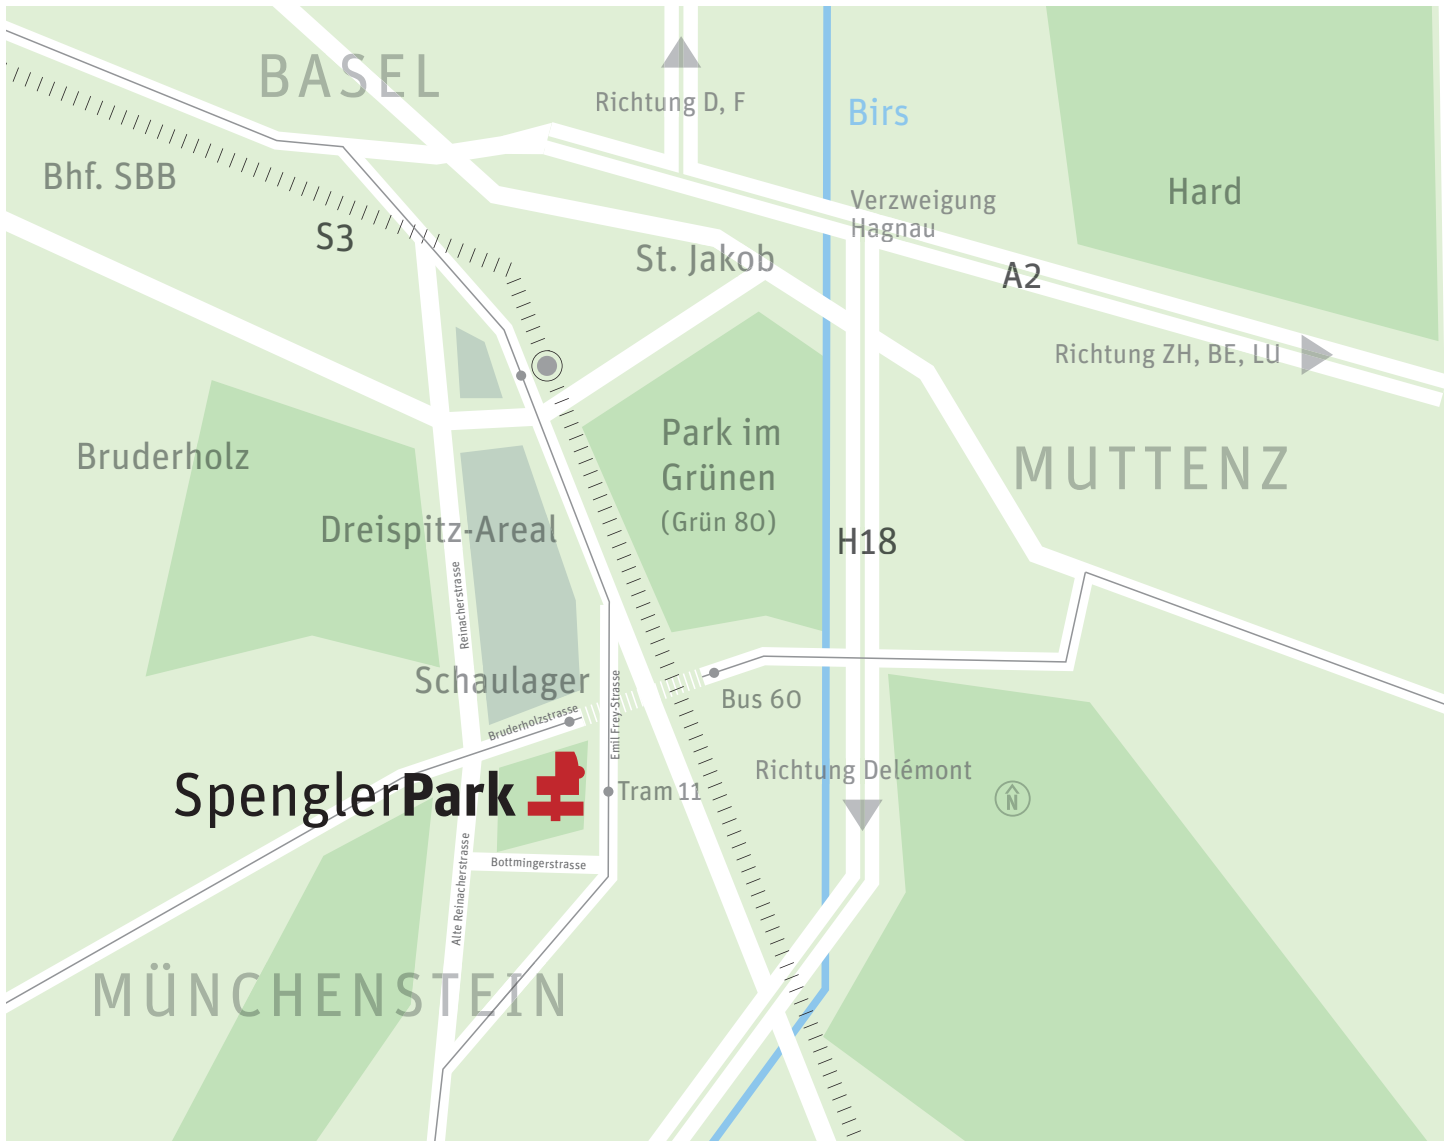 BASEL
Richtung D, F
Birs
Bhf. SBB
Hard
Verzweigung
Hagnau
S3
St. Jakob
A2
Richtung ZH, BE, LU
Park im
Grünen
(Grün 80)
Bruderholz
MUTTENZ
Dreispitz-Areal
H18
Reinacherstrasse
Schaulager
Emil Frey-Strasse
Bus 60
Bruderholzstrasse
Richtung Delémont
SpenglerPark
Tram 11
N
Alte Reinacherstrasse
Bottmingerstrasse
MÜNCHENSTEIN